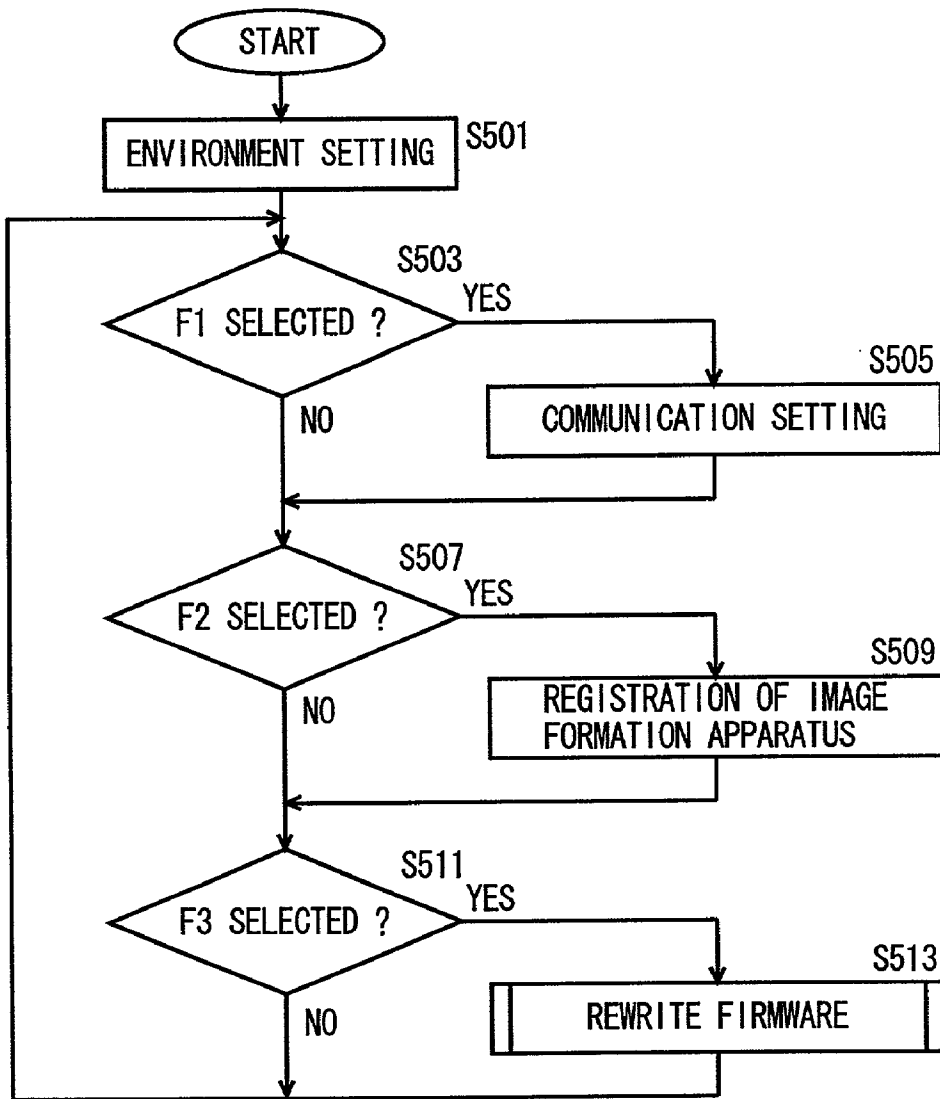 START
ENVIRONMENT SETTING
S501
S503
F1 SELECTED ?
YES
NO
S505
COMMUNICATION SETTING
S507
F2 SELECTED ?
YES
NO
S509
REGISTRATION OF IMAGE
FORMATION APPARATUS
S511
F3 SELECTED ?
YES
NO
S513
REWRITE FIRMWARE